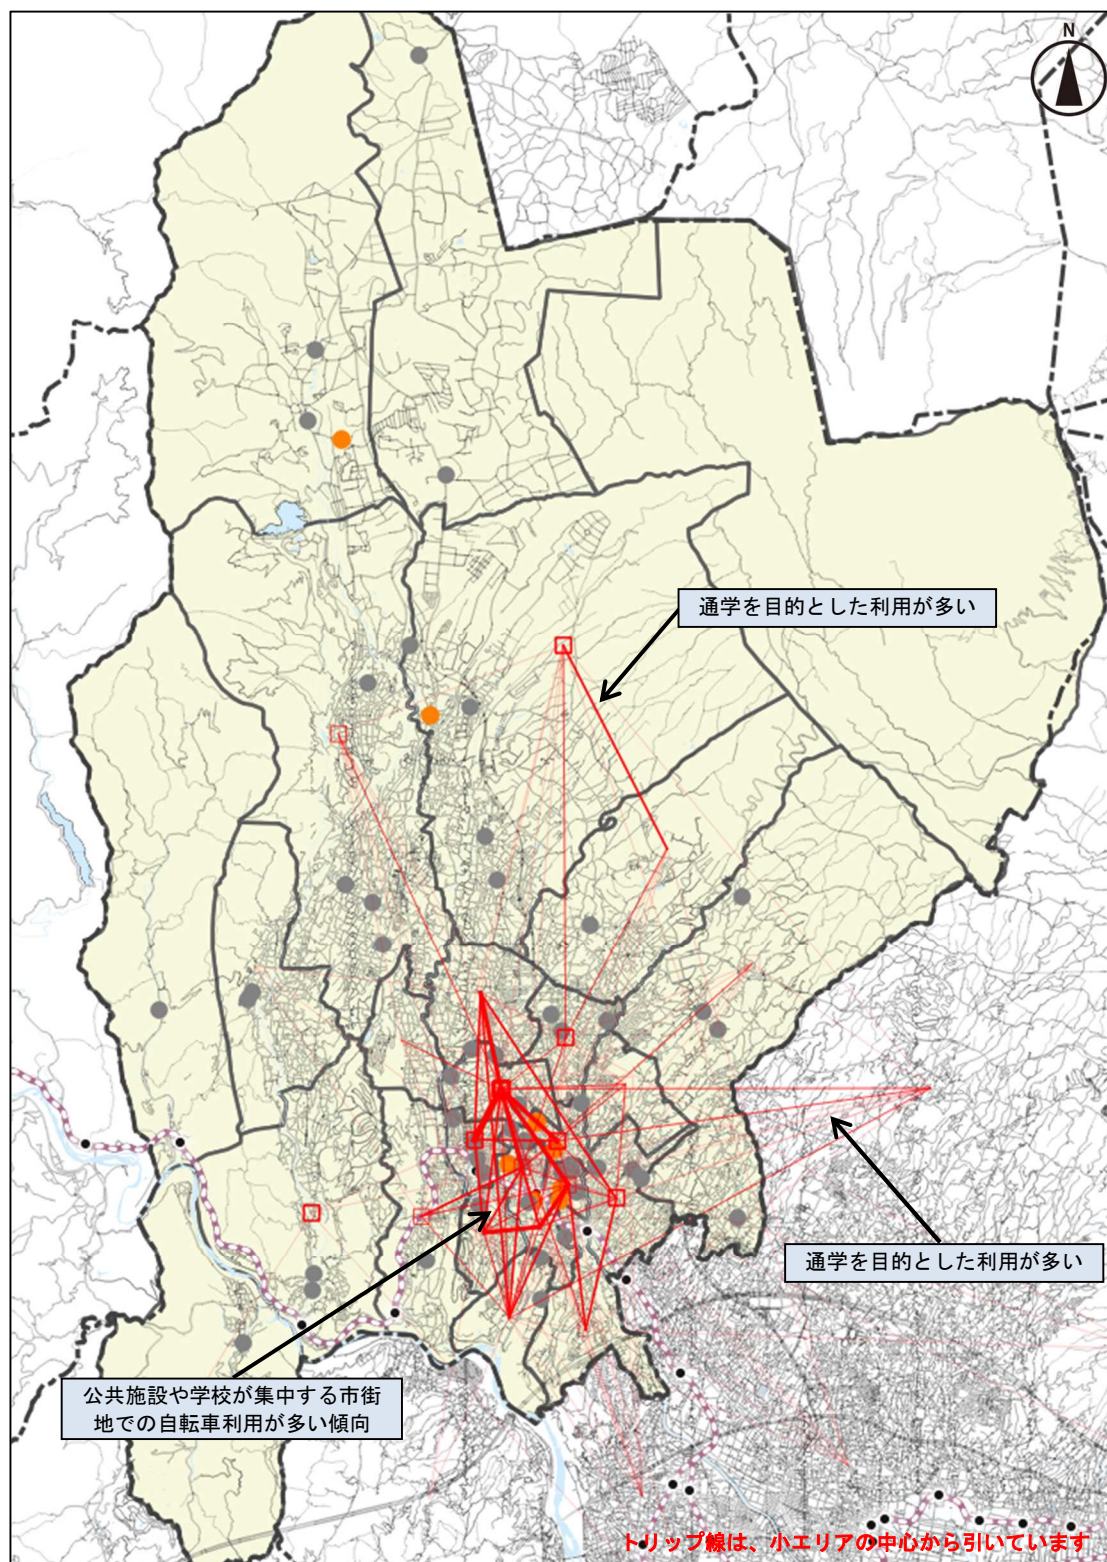 N
通学を目的とした利用が多い
通学を目的とした利用が多い
公共施設や学校が集中する市街
地での自転車利用が多い傾向
トリップ線は、小エリアの中心から引いています